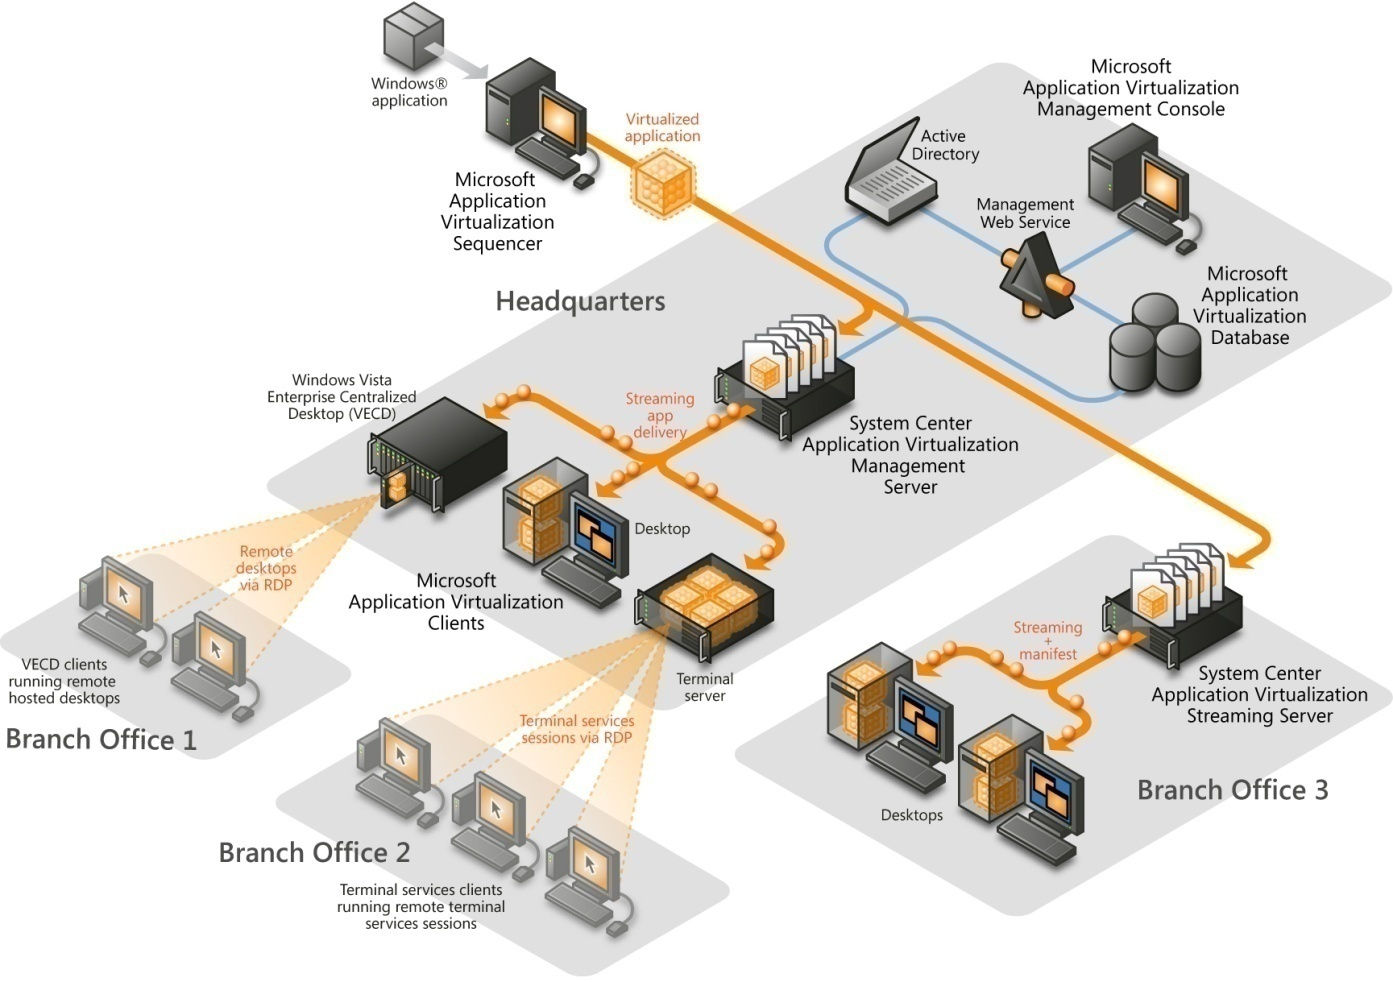 Windows®
application
Microsoft
Application
Virtualization
Sequencer
Virtualized
application
Microsoft
Application Virtualization
Management Console
Active
Directory
Management
Web Service
Microsoft
Application
Virtualization
Database
Headquarters
Windows Vista
Enterprise Centralized
Desktop (VECD)
Streaming
app
delivery
System Center
Application Virtualization
Management
Server
Desktop
Remote
desktops
via RDP
Microsoft
Application Virtualization
Clients
VECD clients
running remote
hosted desktops
Branch Office 1
Terminal
server
Terminal services
sessions via RDP
Branch Office 2
Terminal services clients
running remote terminal
services sessions
Streaming
+
manifest
System Center
Application Virtualization
Streaming Server
Desktops
Branch Office 3